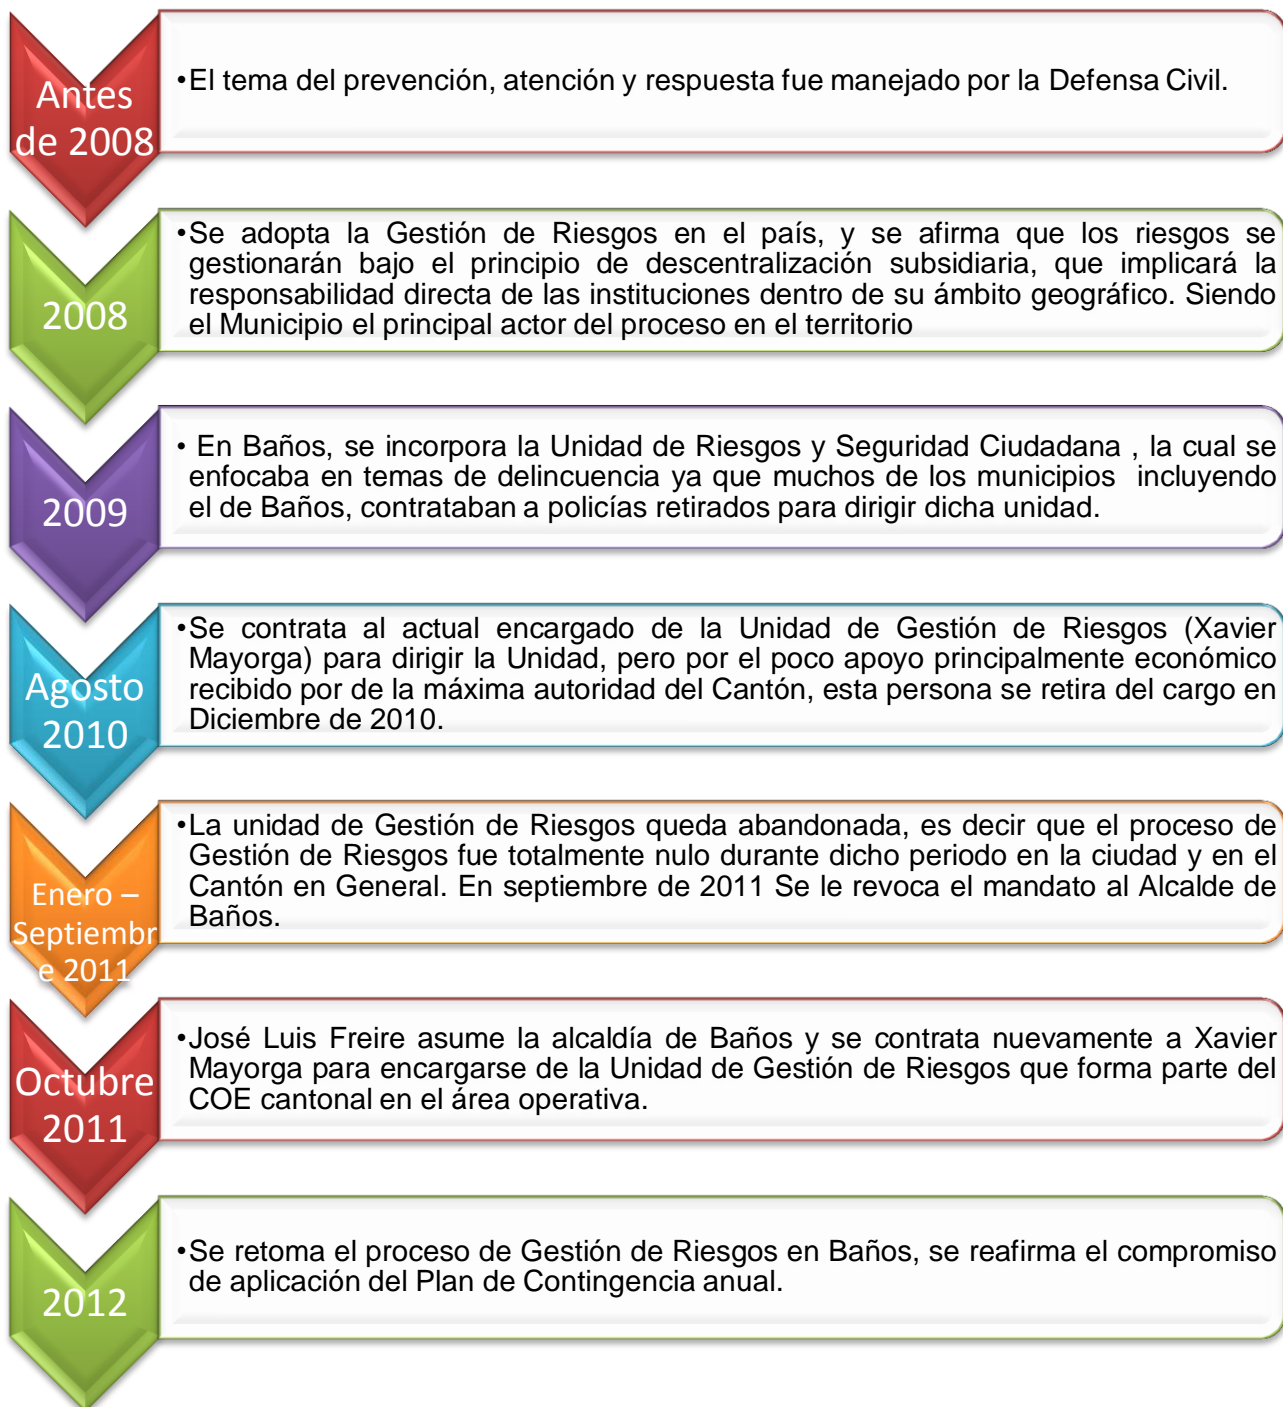 Antes
de 2008
•El tema del prevención, atención y respuesta fue manejado por la Defensa Civil.
2008
•Se adopta la Gestión de Riesgos en el país, y se afirma que los riesgos se
gestionarán bajo el principio de descentralización subsidiaria, que implicará la
responsabilidad directa de las instituciones dentro de su ámbito geográfico. Siendo
el Municipio el principal actor del proceso en el territorio
2009
• En Baños, se incorpora la Unidad de Riesgos y Seguridad Ciudadana , la cual se
enfocaba en temas de delincuencia ya que muchos de los municipios incluyendo
el de Baños, contrataban a policías retirados para dirigir dicha unidad.
Agosto
2010
•Se contrata al actual encargado de la Unidad de Gestión de Riesgos (Xavier
Mayorga) para dirigir la Unidad, pero por el poco apoyo principalmente económico
recibido por de la máxima autoridad del Cantón, esta persona se retira del cargo en
Diciembre de 2010.
Enero –
Septiembr
e 2011
•La unidad de Gestión de Riesgos queda abandonada, es decir que el proceso de
Gestión de Riesgos fue totalmente nulo durante dicho periodo en la ciudad y en el
Cantón en General. En septiembre de 2011 Se le revoca el mandato al Alcalde de
Baños.
Octubre
2011
•José Luis Freire asume la alcaldía de Baños y se contrata nuevamente a Xavier
Mayorga para encargarse de la Unidad de Gestión de Riesgos que forma parte del
COE cantonal en el área operativa.
2012
•Se retoma el proceso de Gestión de Riesgos en Baños, se reafirma el compromiso
de aplicación del Plan de Contingencia anual.